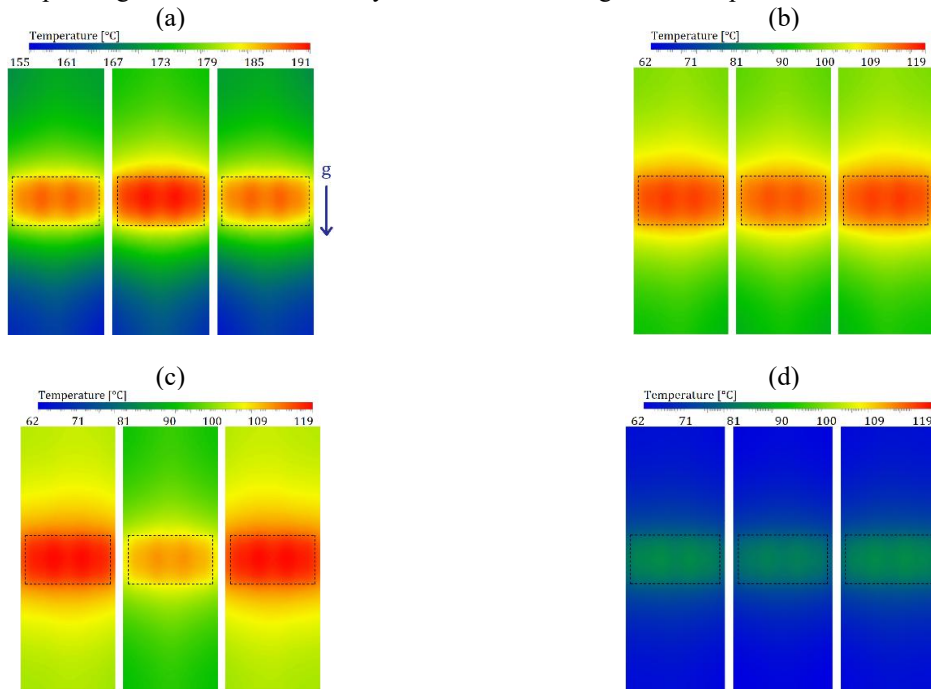 (a)
Temperature [°C]
155 161 167 173 179 185 191
g
(b)
Temperature [°C]
62 71 81 90 100 109 119
(c)
Temperature [°C]
62 71 81 90 100 109 119
(d)
Temperature [°C]
62 71 81 90 100 109 119